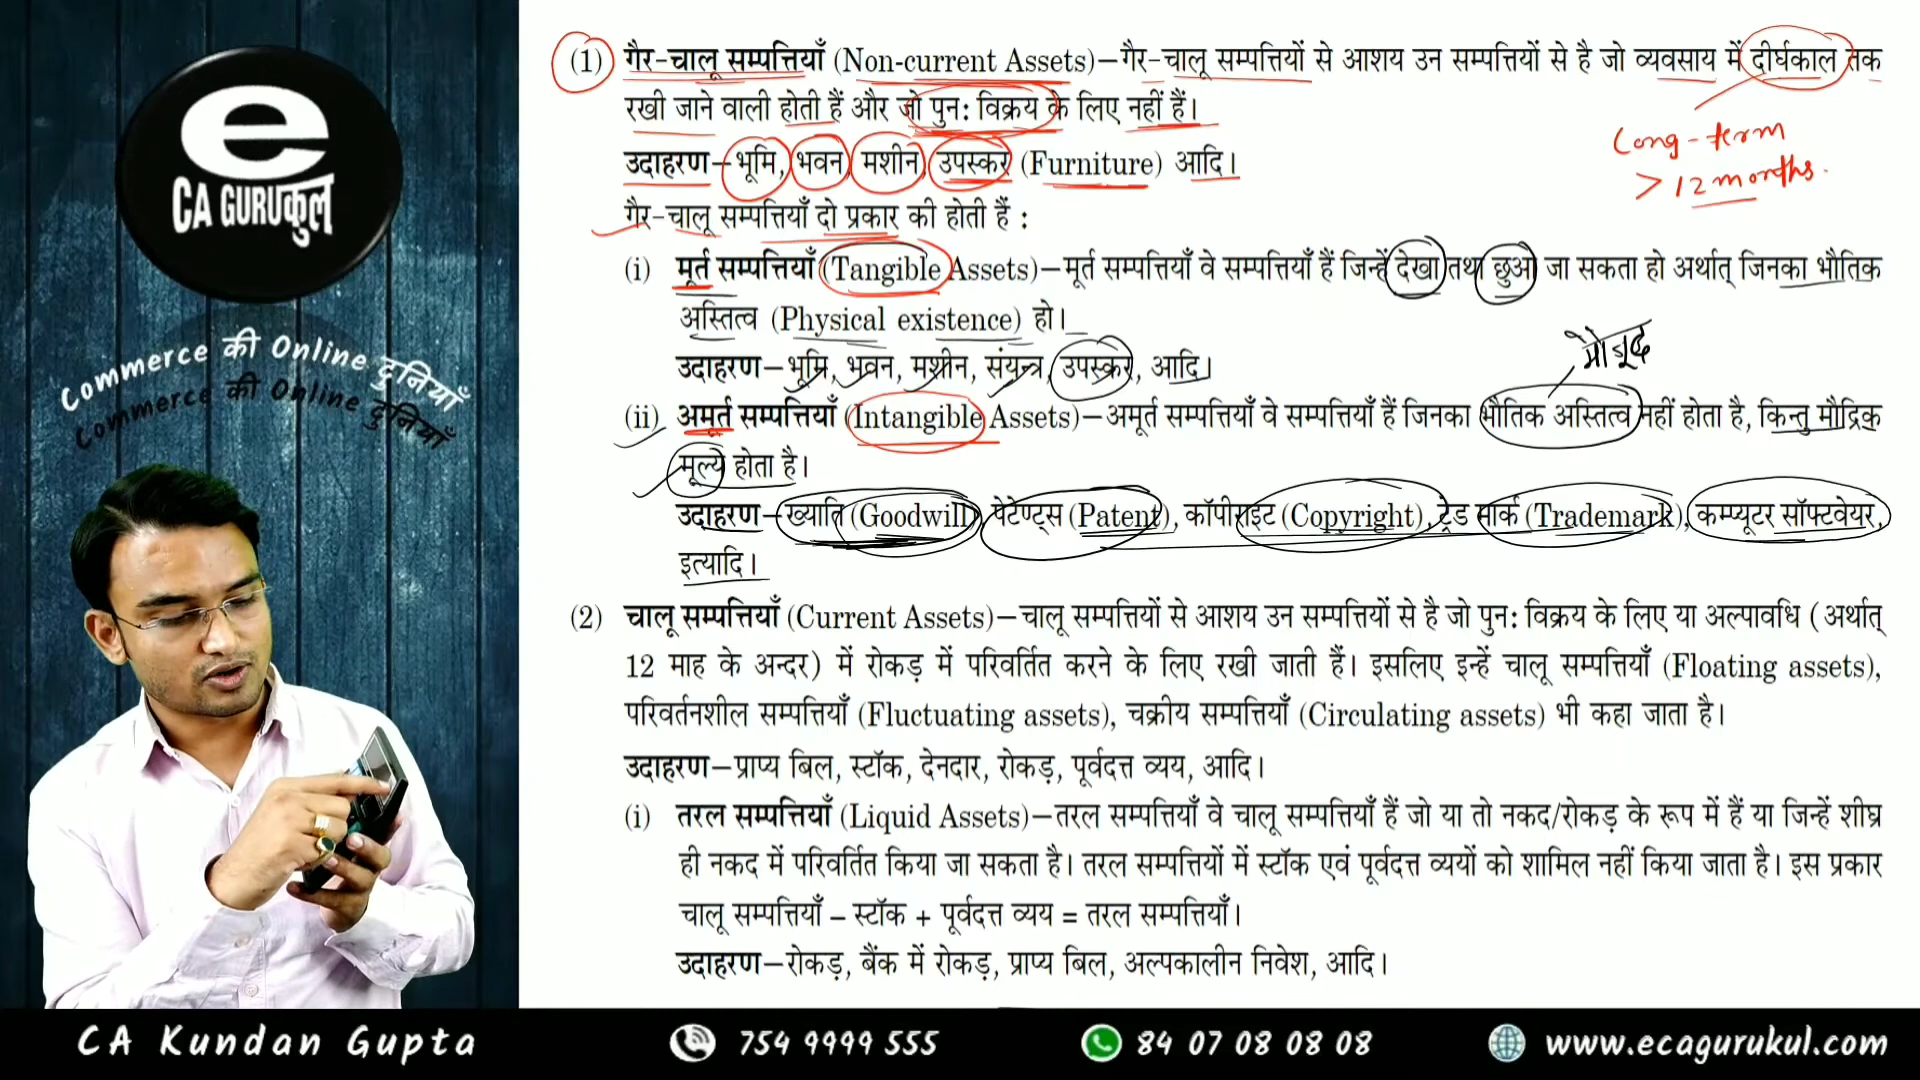 e
CA GURUकुल
Commerce की Online दुनियाँ
Commerce की Online दुनियाँ
(1) गैर-चालू सम्पत्तियाँ (Non-current Assets)–गैर-चालू सम्पत्तियों से आशय उन सम्पत्तियों से है जो व्यवसाय में दीर्घकाल तक
रखी जाने वाली होती हैं और जो पुनः विक्रय के लिए नहीं हैं।
Long-term
> 12 months.
उदाहरण–भूमि, भवन, मशीन, उपस्कर (Furniture) आदि।
गैर-चालू सम्पत्तियाँ दो प्रकार की होती हैं :
(i) मूर्त सम्पत्तियाँ (Tangible Assets)–मूर्त सम्पत्तियाँ वे सम्पत्तियाँ हैं जिन्हें देखा तथा छुआ जा सकता हो अर्थात् जिनका भौतिक
अस्तित्व (Physical existence) हो।
मौजूद
उदाहरण–भूमि, भवन, मशीन, संयन्त्र, उपस्कर, आदि।
(ii) अमूर्त सम्पत्तियाँ (Intangible Assets)–अमूर्त सम्पत्तियाँ वे सम्पत्तियाँ हैं जिनका भौतिक अस्तित्व नहीं होता है, किन्तु मौद्रिक
मूल्य होता है।
उदाहरण–ख्याति (Goodwill), पेटेण्ट्स (Patent), कॉपीराईट (Copyright), ट्रेड मार्क (Trademark), कम्प्यूटर सॉफ्टवेयर,
इत्यादि।
(2) चालू सम्पत्तियाँ (Current Assets)–चालू सम्पत्तियों से आशय उन सम्पत्तियों से है जो पुनः विक्रय के लिए या अल्पावधि (अर्थात्
12 माह के अन्दर) में रोकड़ में परिवर्तित करने के लिए रखी जाती हैं। इसलिए इन्हें चालू सम्पत्तियाँ (Floating assets),
परिवर्तनशील सम्पत्तियाँ (Fluctuating assets), चक्रीय सम्पत्तियाँ (Circulating assets) भी कहा जाता है।
उदाहरण–प्राप्य बिल, स्टॉक, देनदार, रोकड़, पूर्वदत्त व्यय, आदि।
(i) तरल सम्पत्तियाँ (Liquid Assets)–तरल सम्पत्तियाँ वे चालू सम्पत्तियाँ हैं जो या तो नकद/रोकड़ के रूप में हैं या जिन्हें शीघ्र
ही नकद में परिवर्तित किया जा सकता है। तरल सम्पत्तियों में स्टॉक एवं पूर्वदत्त व्ययों को शामिल नहीं किया जाता है। इस प्रकार
चालू सम्पत्तियाँ – स्टॉक + पूर्वदत्त व्यय = तरल सम्पत्तियाँ।
उदाहरण–रोकड़, बैंक में रोकड़, प्राप्य बिल, अल्पकालीन निवेश, आदि।
CA Kundan Gupta 754 9999 555 84 07 08 08 08 www.ecagurukul.com